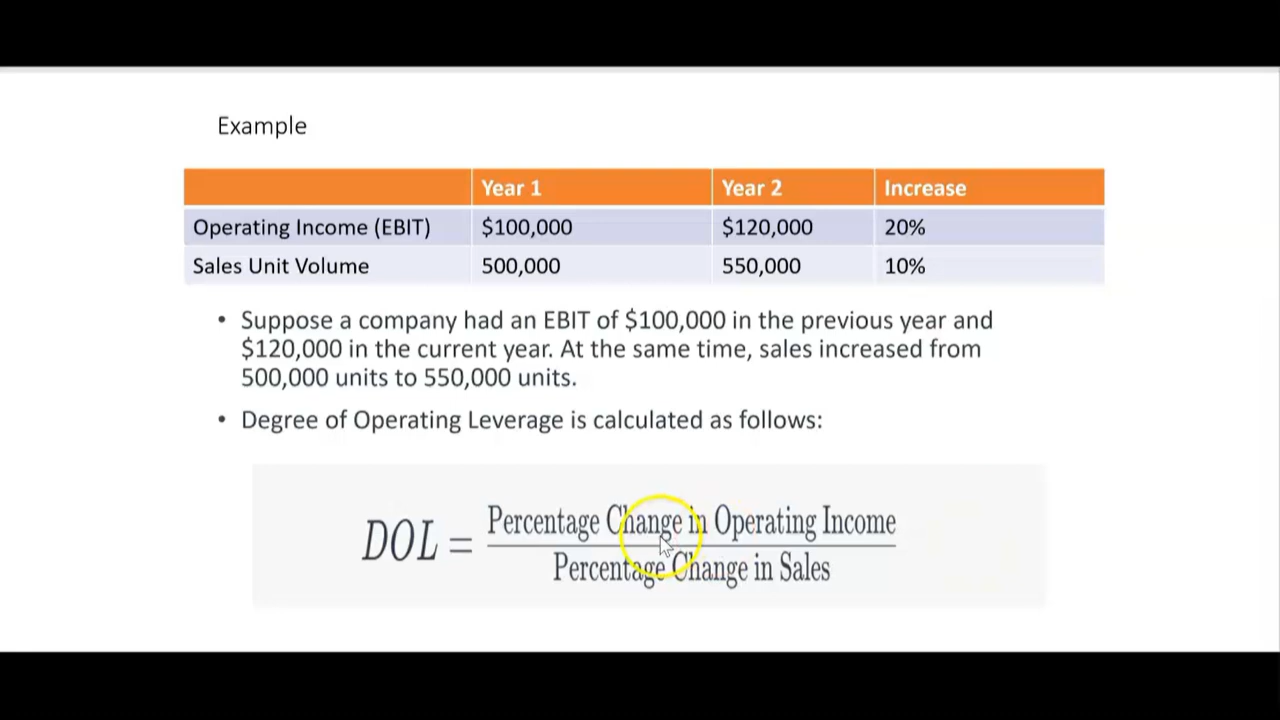 Example
Year 1 Year 2 Increase
Operating Income (EBIT) $100,000 $120,000 20%
Sales Unit Volume 500,000 550,000 10%
• Suppose a company had an EBIT of $100,000 in the previous year and
$120,000 in the current year. At the same time, sales increased from
500,000 units to 550,000 units.
• Degree of Operating Leverage is calculated as follows:
DOL = Percentage Change in Operating Income
Percentage Change in Sales